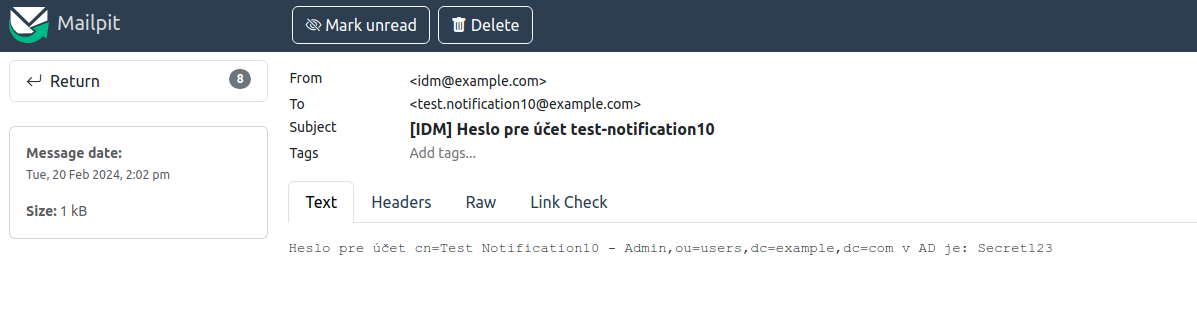 Mailpit
Mark unread
Delete
Return
8
Message date:
Tue, 20 Feb 2024, 2:02 pm
Size: 1 kB
From <idm@example.com>
To <test.notification10@example.com>
Subject [IDM] Heslo pre účet test-notification10
Tags Add tags...
Text Headers Raw Link Check
Heslo pre účet cn=Test Notification10 - Admin,ou=users,dc=example,dc=com v AD je: Secret123